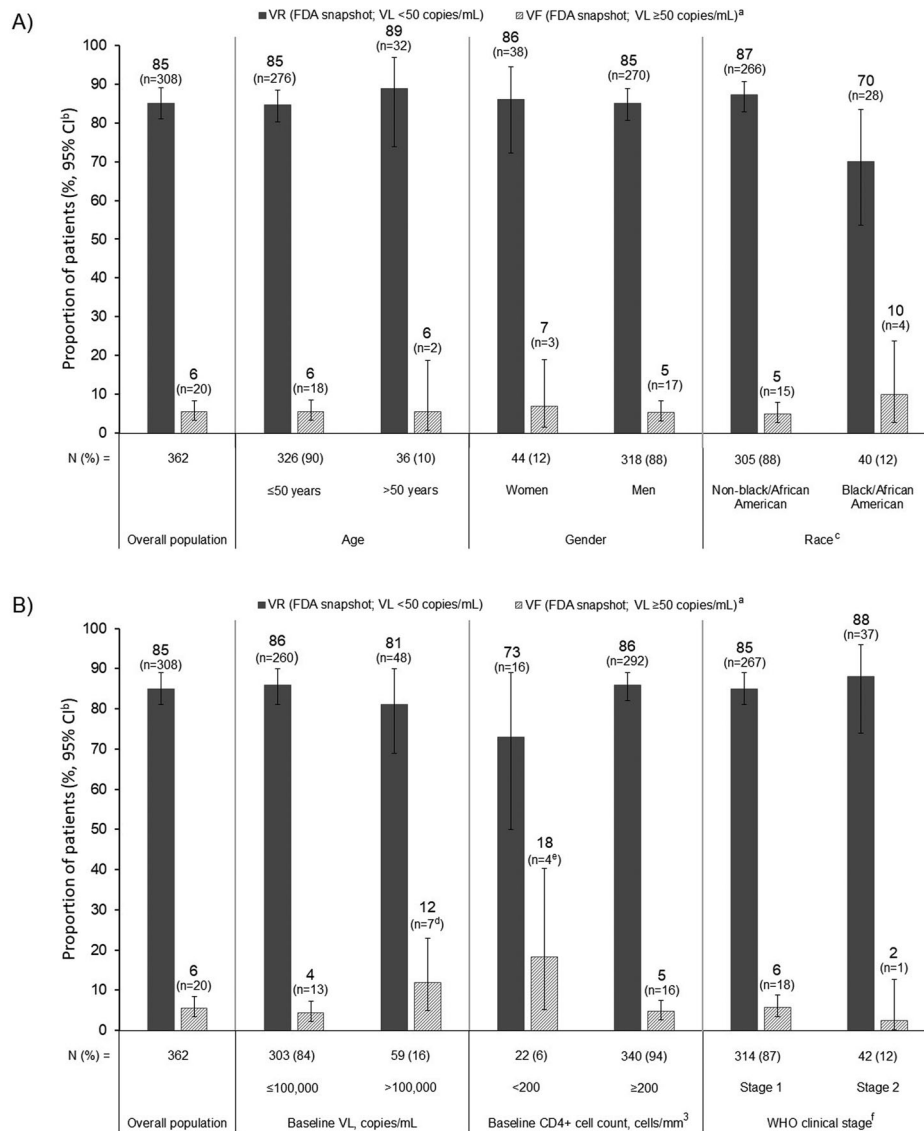 A)
■ VR (FDA snapshot; VL <50 copies/mL) ▨ VF (FDA snapshot; VL ≥50 copies/mL)ᵃ
Proportion of patients (%, 95% CIᵇ)
100
90
80
70
60
50
40
30
20
10
0
85
(n=308)
6
(n=20)
85
(n=276)
6
(n=18)
89
(n=32)
6
(n=2)
86
(n=38)
7
(n=3)
85
(n=270)
5
(n=17)
87
(n=266)
5
(n=15)
70
(n=28)
10
(n=4)
N (%) = 362 326 (90) 36 (10) 44 (12) 318 (88) 305 (88) 40 (12)
≤50 years >50 years Women Men Non-black/African Black/African
American American
Overall population Age Gender Raceᶜ
B)
■ VR (FDA snapshot; VL <50 copies/mL) ▨ VF (FDA snapshot; VL ≥50 copies/mL)ᵃ
Proportion of patients (%, 95% CIᵇ)
100
90
80
70
60
50
40
30
20
10
0
85
(n=308)
6
(n=20)
86
(n=260)
4
(n=13)
81
(n=48)
12
(n=7ᵈ)
73
(n=16)
18
(n=4ᵉ)
86
(n=292)
5
(n=16)
85
(n=267)
6
(n=18)
88
(n=37)
2
(n=1)
N (%) = 362 303 (84) 59 (16) 22 (6) 340 (94) 314 (87) 42 (12)
≤100,000 >100,000 <200 ≥200 Stage 1 Stage 2
Overall population Baseline VL, copies/mL Baseline CD4+ cell count, cells/mm³ WHO clinical stageᶠ